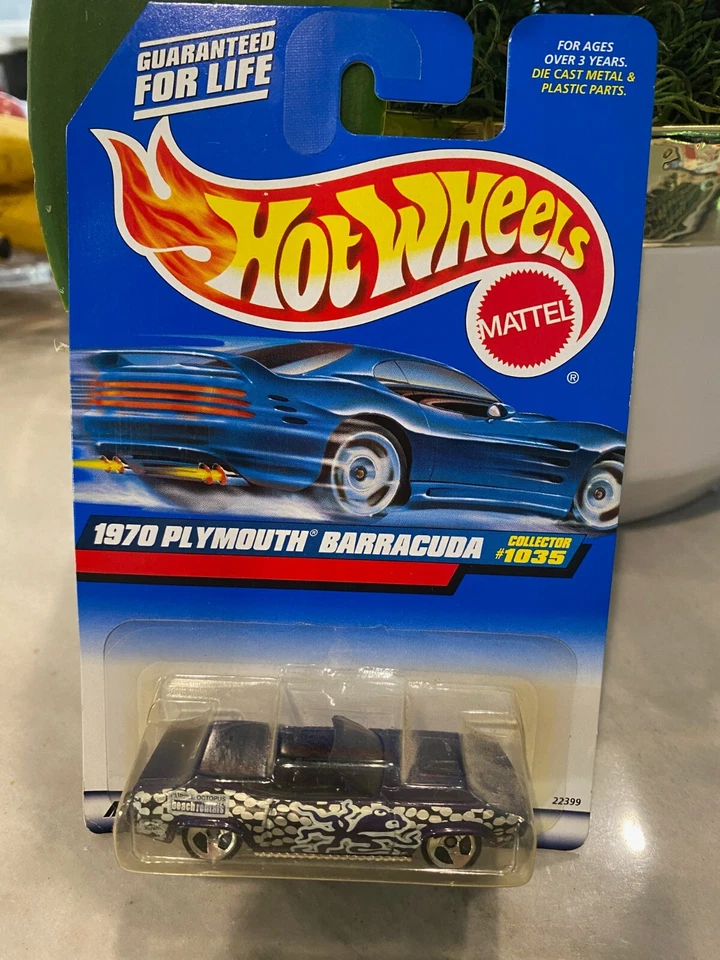 GUARANTEED
FOR LIFE
FOR AGES
OVER 3 YEARS.
DIE CAST METAL &
PLASTIC PARTS.
HOT WHEELS
MATTEL
®
1970 PLYMOUTH® BARRACUDA
COLLECTOR
#1035
22399
OCTOPUS